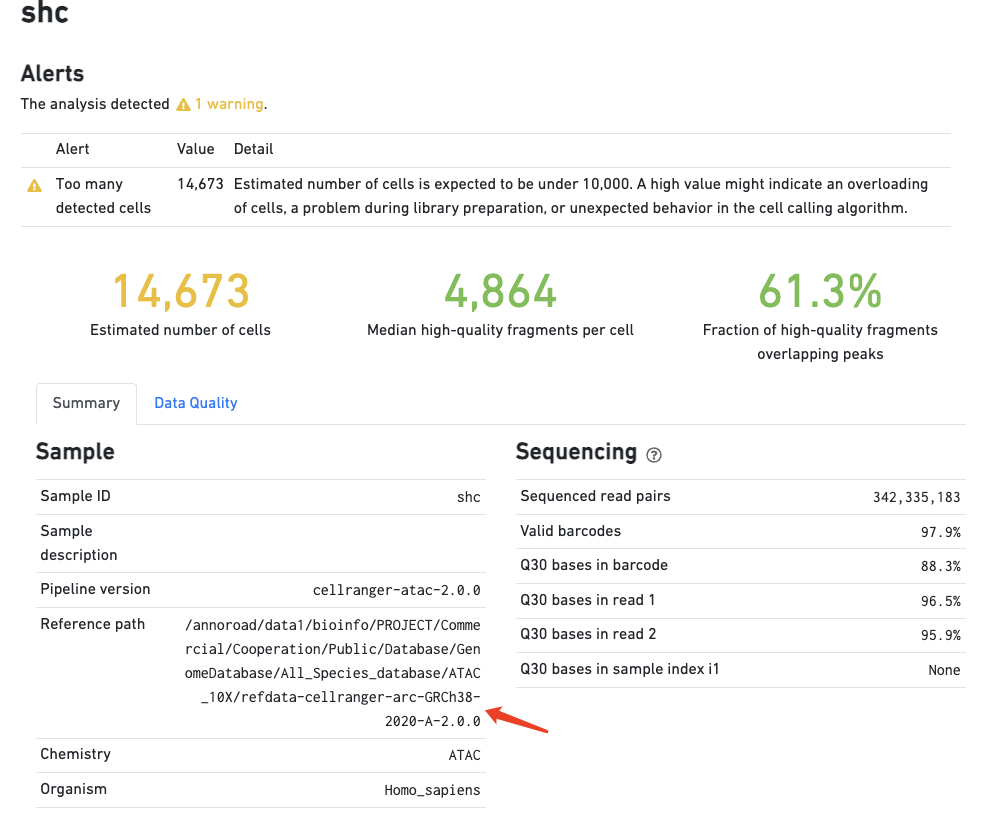 shc
Alerts
The analysis detected 1 warning.
Alert Value Detail
Too many 14,673 Estimated number of cells is expected to be under 10,000. A high value might indicate an overloading
detected cells of cells, a problem during library preparation, or unexpected behavior in the cell calling algorithm.
14,673 4,864 61.3%
Estimated number of cells Median high-quality fragments per cell Fraction of high-quality fragments
overlapping peaks
Summary Data Quality
Sample
Sample ID shc
Sample
description
Pipeline version cellranger-atac-2.0.0
Reference path /annoroad/data1/bioinfo/PROJECT/Comme
rcial/Cooperation/Public/Database/Gen
omeDatabase/All_Species_database/ATAC
_10X/refdata-cellranger-arc-GRCh38-
2020-A-2.0.0
Chemistry ATAC
Organism Homo_sapiens
Sequencing ?
Sequenced read pairs 342,335,183
Valid barcodes 97.9%
Q30 bases in barcode 88.3%
Q30 bases in read 1 96.5%
Q30 bases in read 2 95.9%
Q30 bases in sample index i1 None